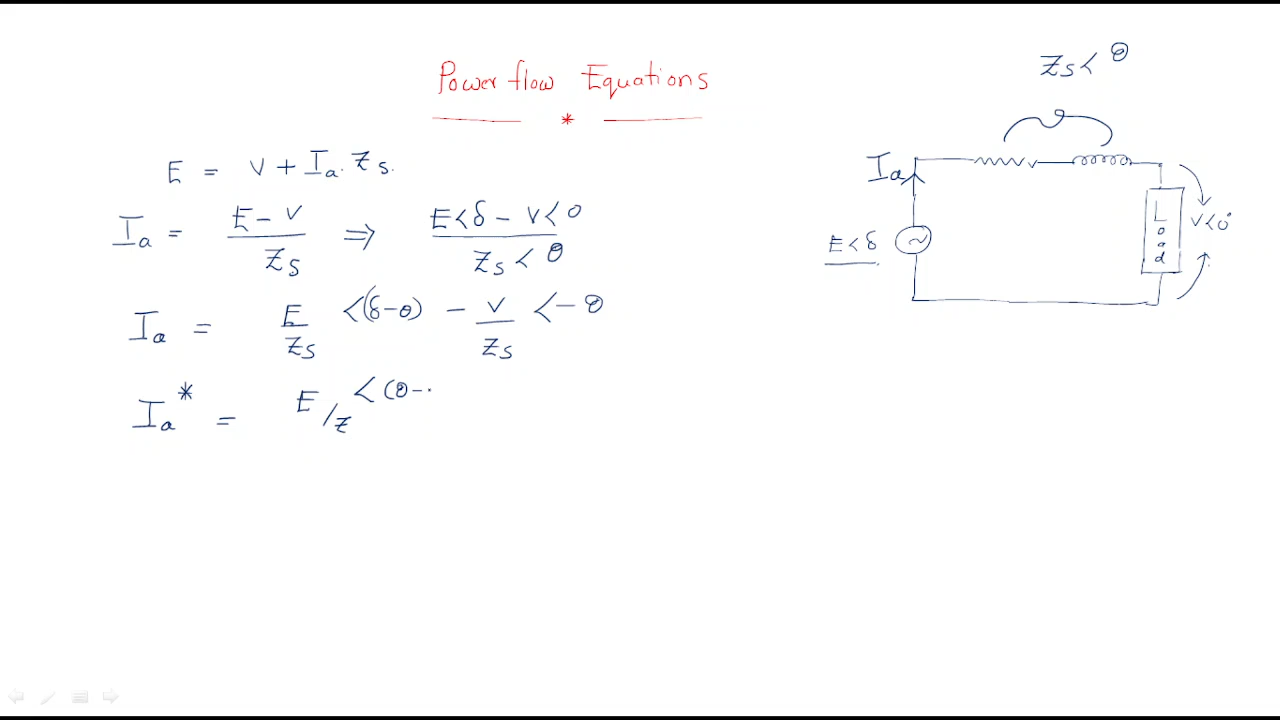 Power flow Equations
*
E = V + Ia. Zs.
Ia = E - V / Zs ⇒ E<δ - V<0 / Zs < θ
Ia = E / Zs <(δ-θ) - V / Zs < -θ
Ia* = E / Z < (θ-
Zs < θ
Ia
E < δ
Load
V<0°